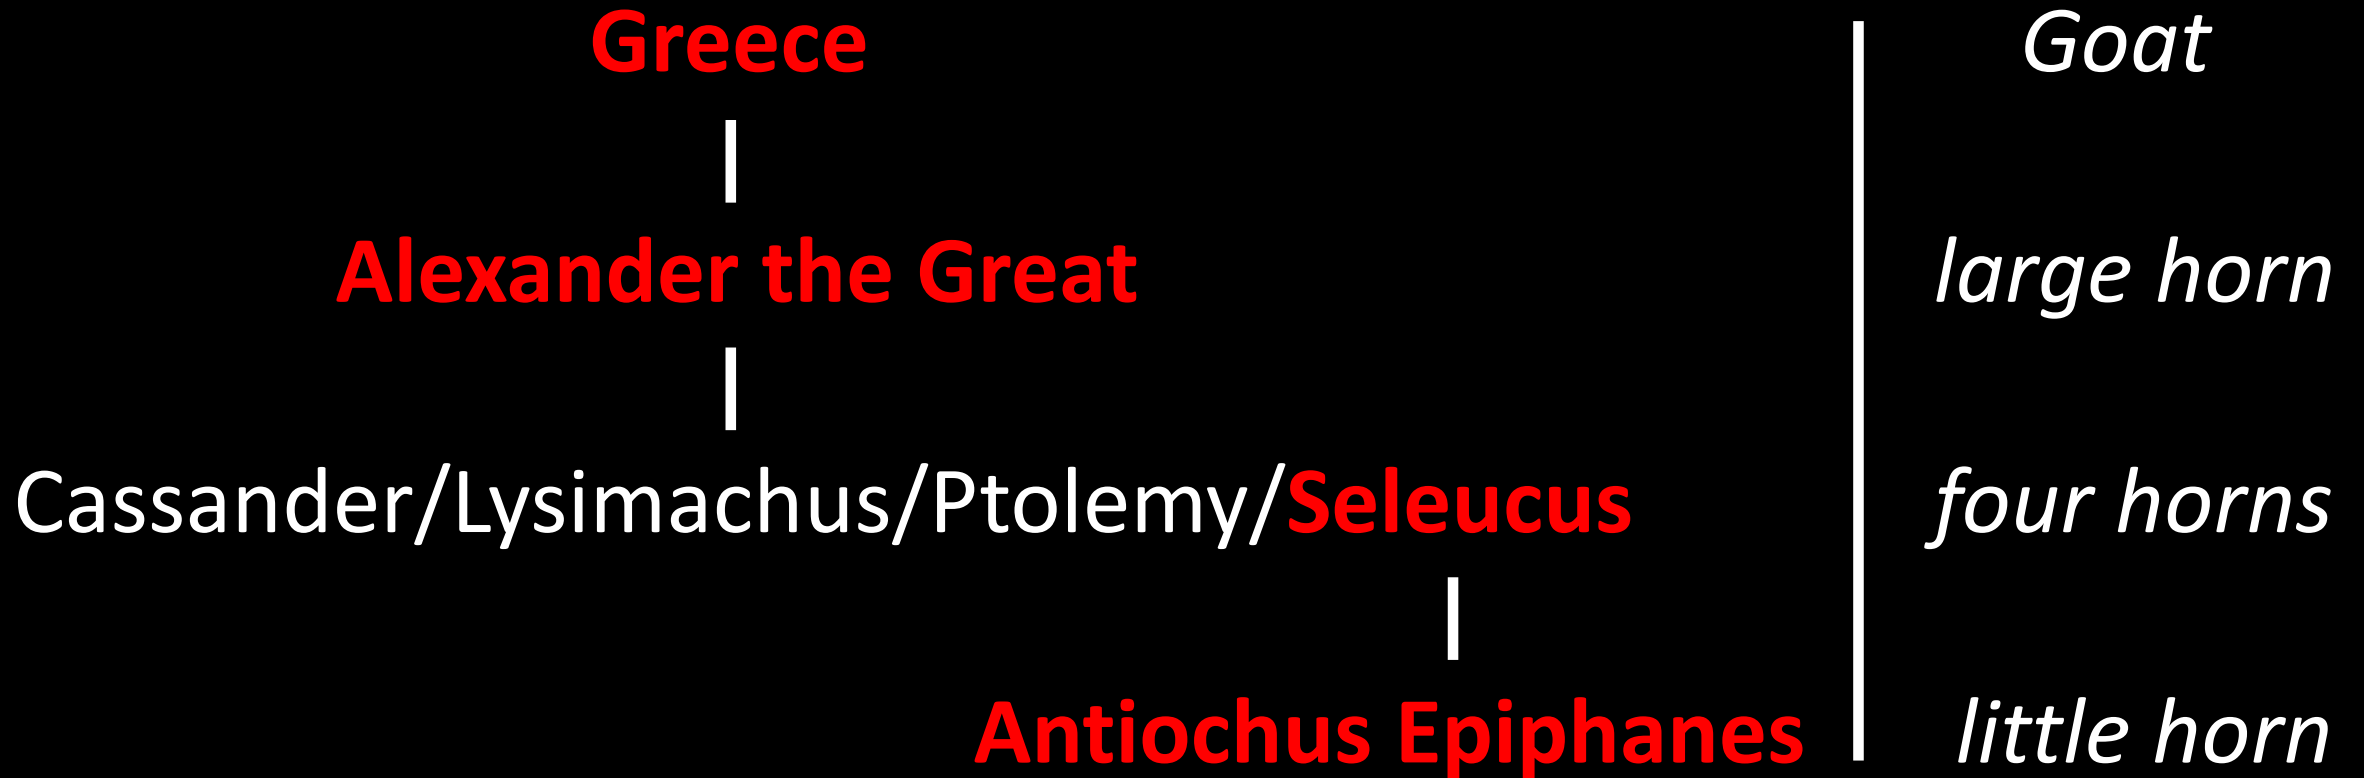 Greece
Goat
Alexander the Great
large horn
Cassander/Lysimachus/Ptolemy/Seleucus
four horns
Antiochus Epiphanes
little horn